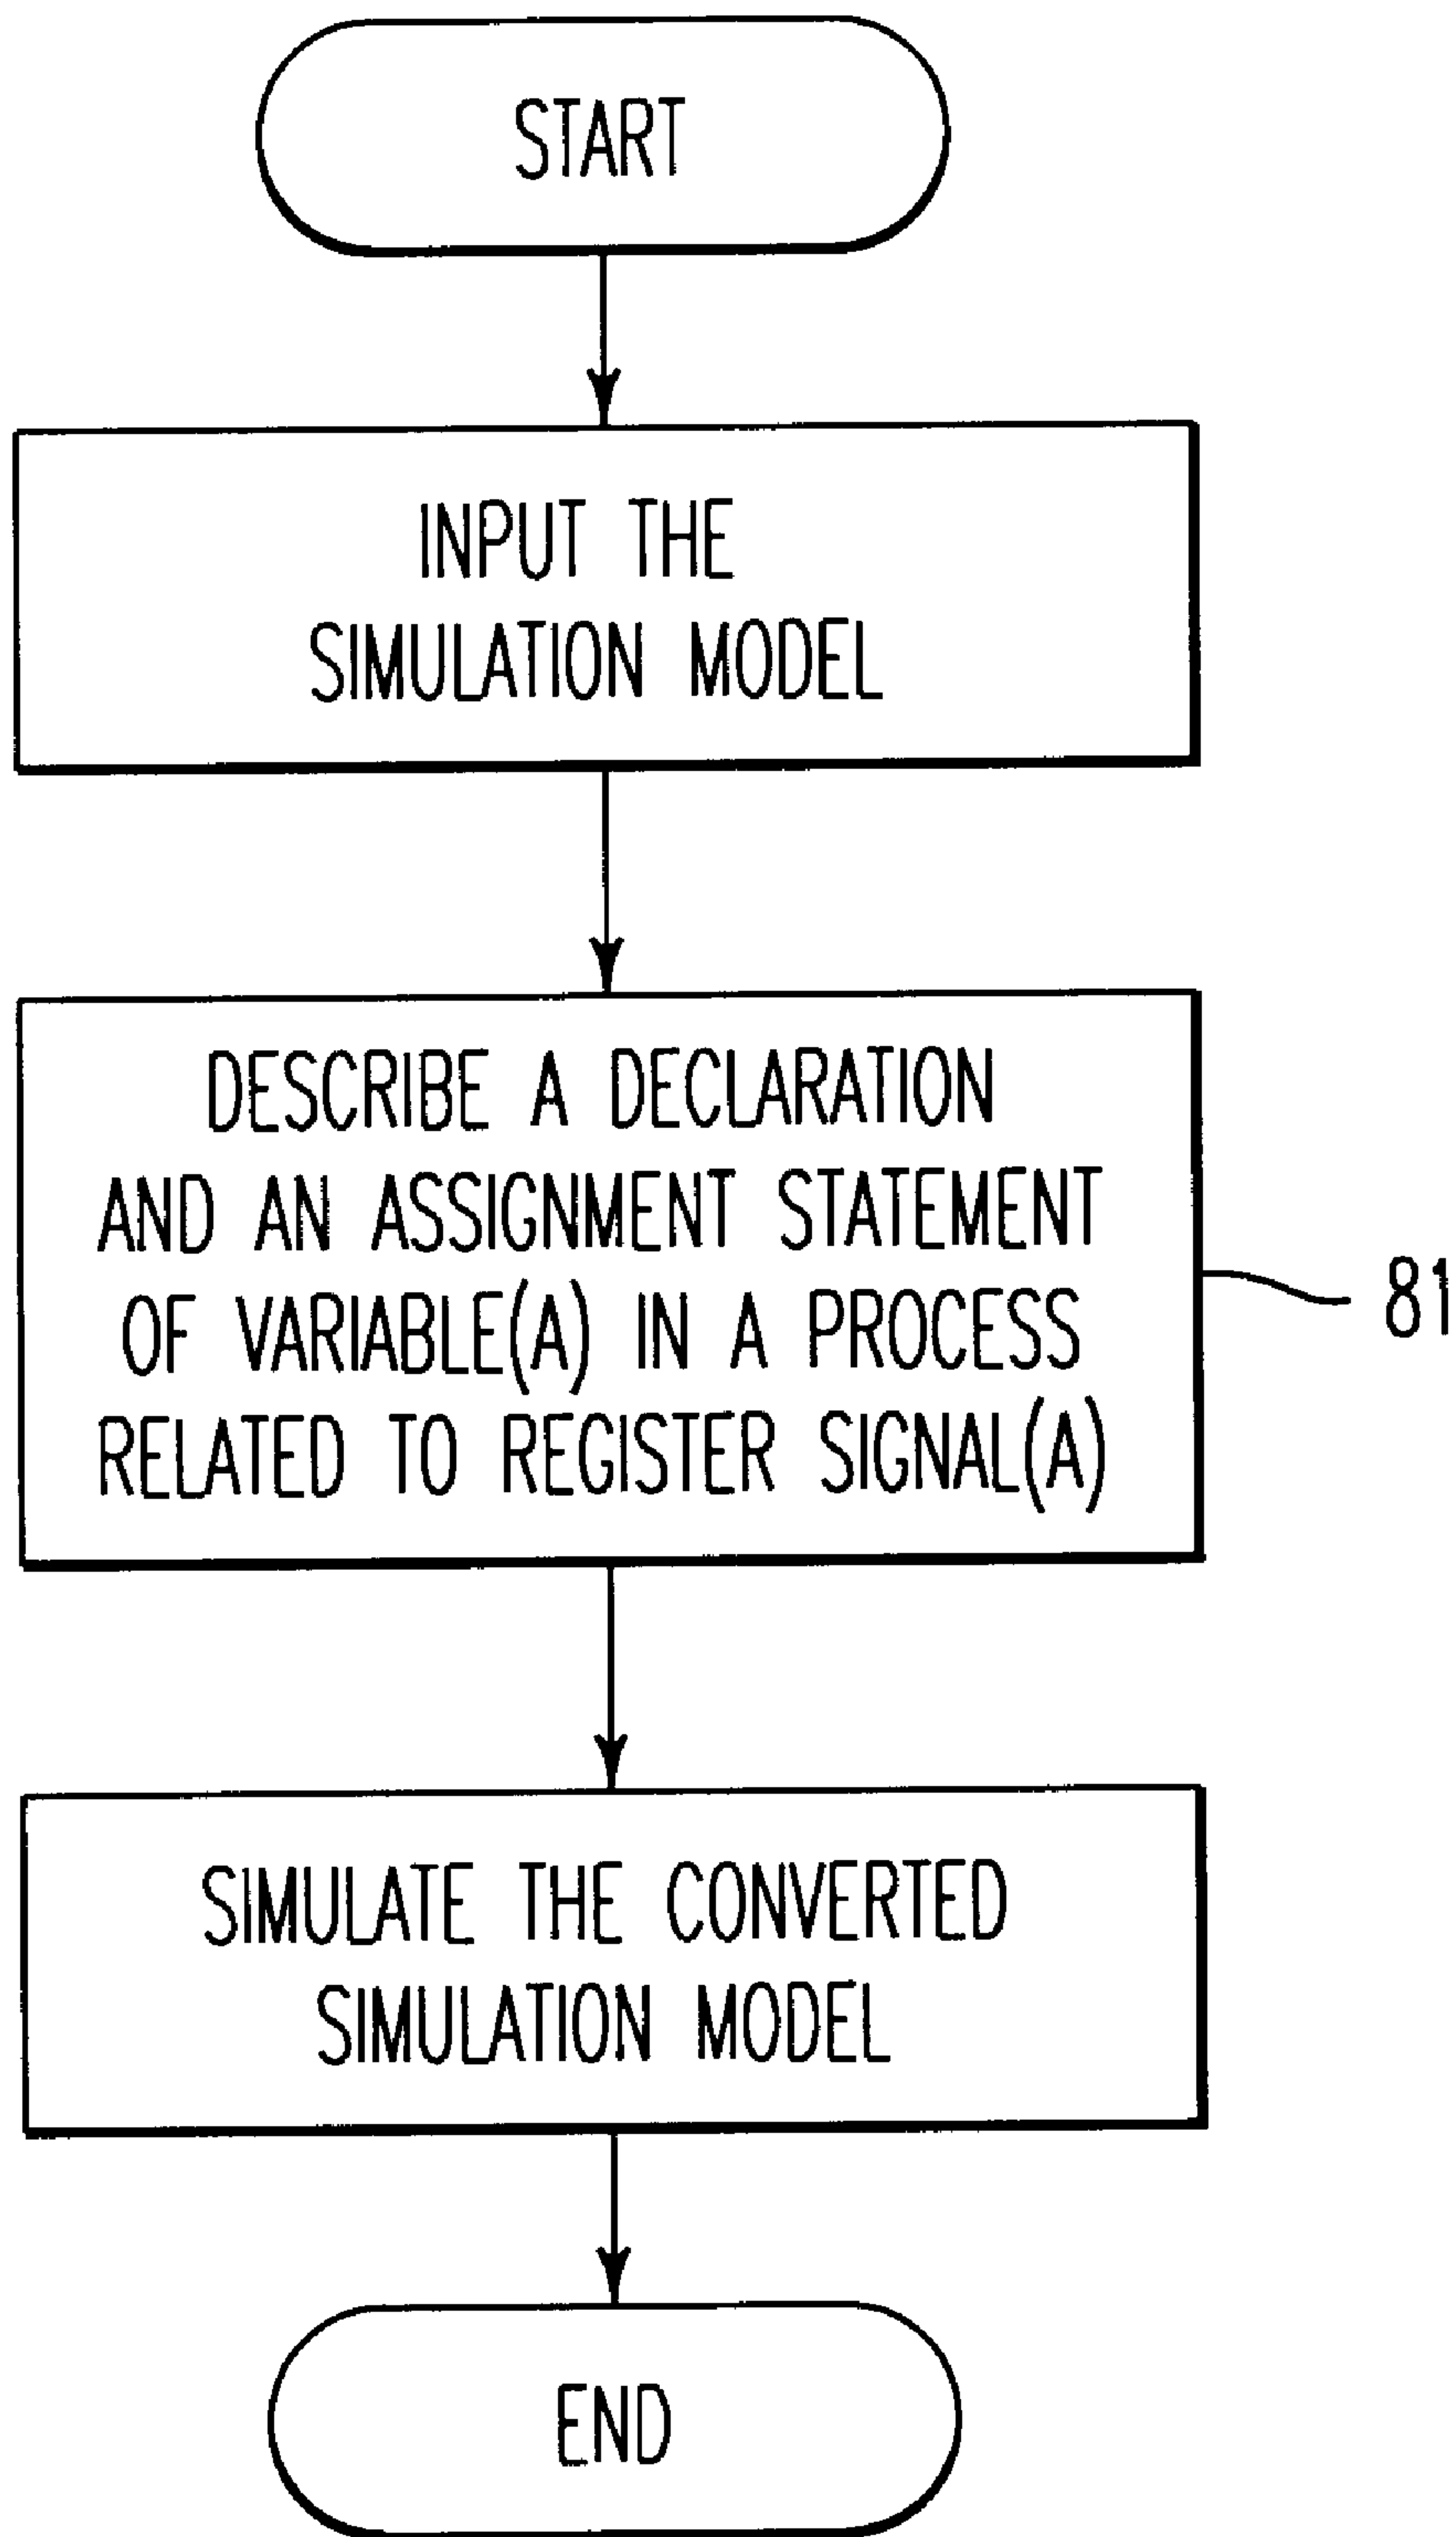 START
INPUT THE
SIMULATION MODEL
DESCRIBE A DECLARATION
AND AN ASSIGNMENT STATEMENT
OF VARIABLE(A) IN A PROCESS
RELATED TO REGISTER SIGNAL(A)
81
SIMULATE THE CONVERTED
SIMULATION MODEL
END